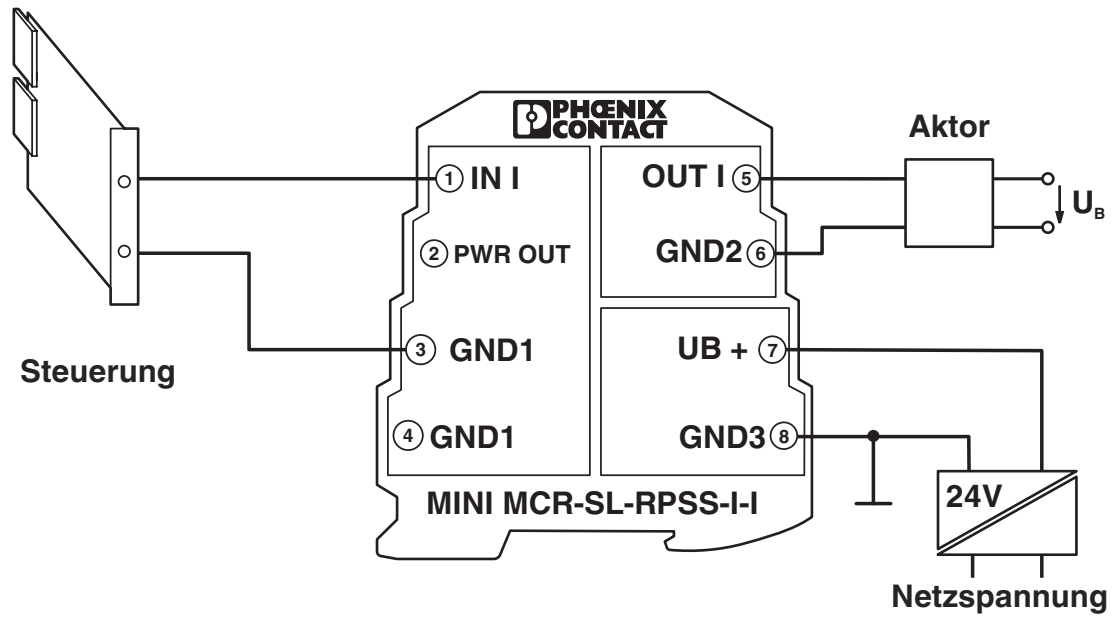 PHŒNIX
CONTACT
Aktor
① IN I
OUT I ⑤
U_B
② PWR OUT
GND2 ⑥
③ GND1
UB + ⑦
Steuerung
④ GND1
GND3 ⑧
MINI MCR-SL-RPSS-I-I
24V
Netzspannung